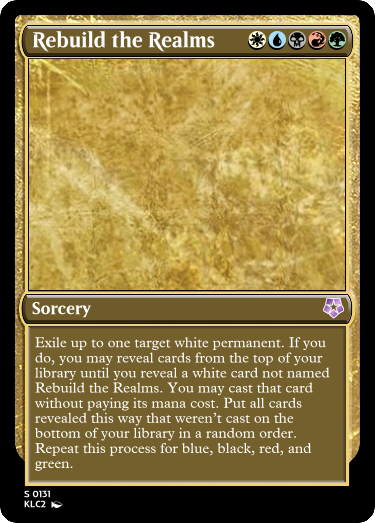 Rebuild the Realms
Sorcery
Exile up to one target white permanent. If you
do, you may reveal cards from the top of your
library until you reveal a white card not named
Rebuild the Realms. You may cast that card
without paying its mana cost. Put all cards
revealed this way that weren't cast on the
bottom of your library in a random order.
Repeat this process for blue, black, red, and
green.
S 0131
KLC2